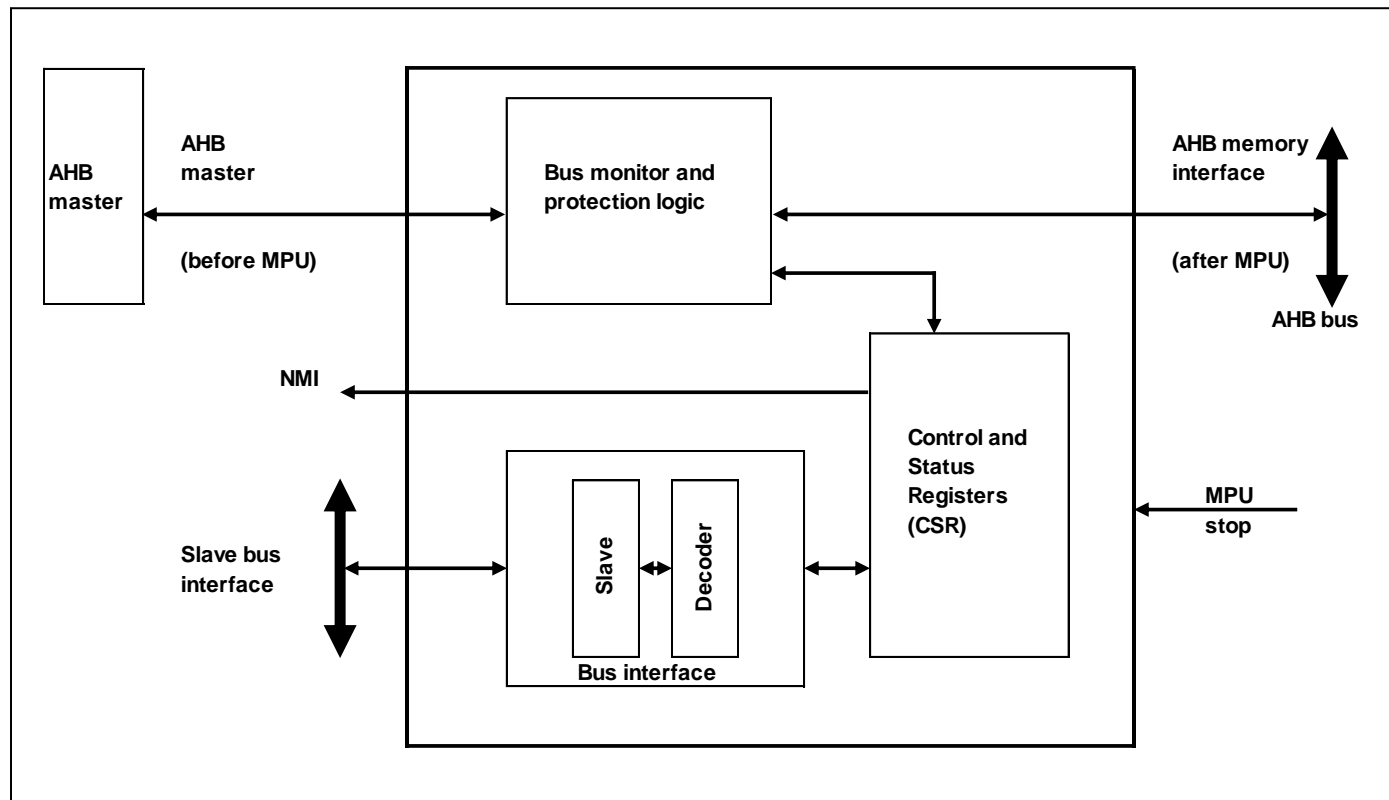 AHB
master
AHB
master
(before MPU)
Bus monitor and
protection logic
AHB memory
interface
(after MPU)
AHB bus
NMI
Control and
Status
Registers
(CSR)
MPU
stop
Slave bus
interface
Slave
Decoder
Bus interface